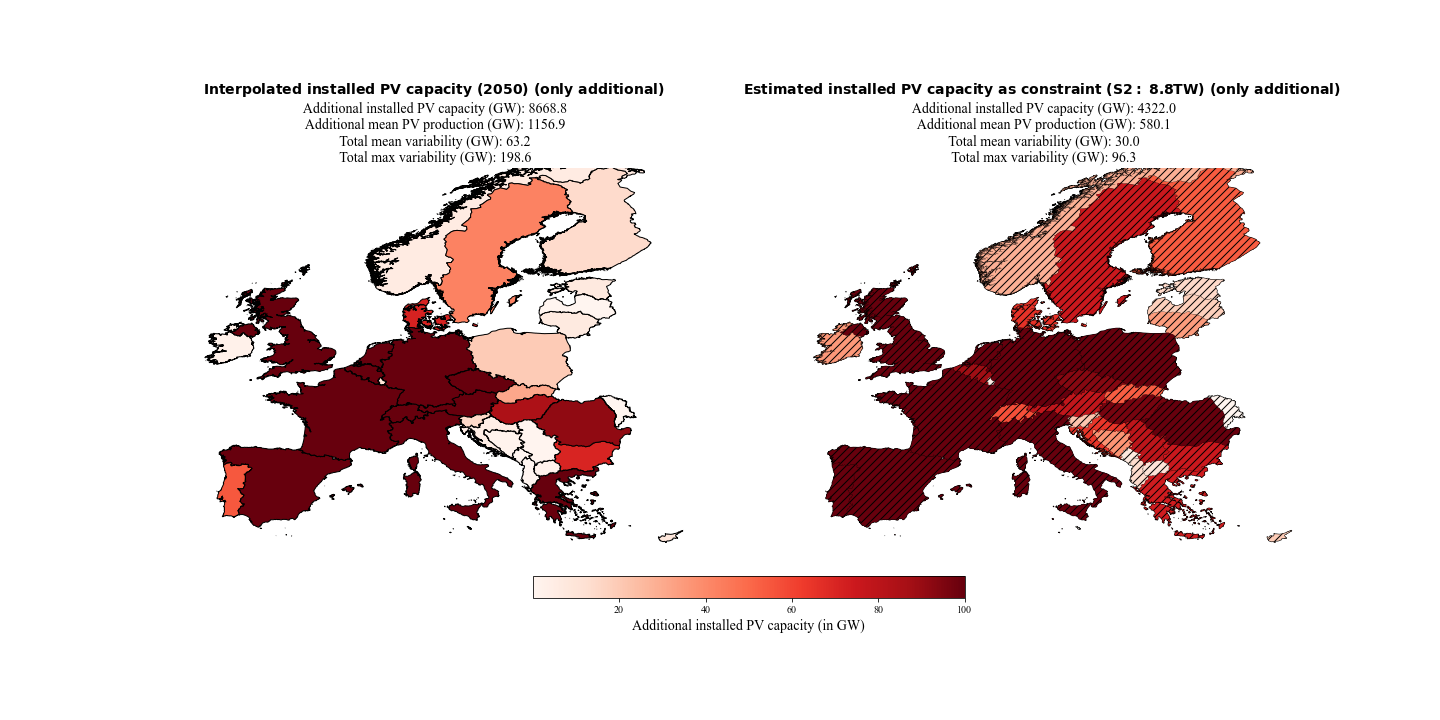 Interpolated installed PV capacity (2050) (only additional)
Additional installed PV capacity (GW): 8668.8
Additional mean PV production (GW): 1156.9
Total mean variability (GW): 63.2
Total max variability (GW): 198.6
Estimated installed PV capacity as constraint (S2 : 8.8TW) (only additional)
Additional installed PV capacity (GW): 4322.0
Additional mean PV production (GW): 580.1
Total mean variability (GW): 30.0
Total max variability (GW): 96.3
20 40 60 80 100
Additional installed PV capacity (in GW)